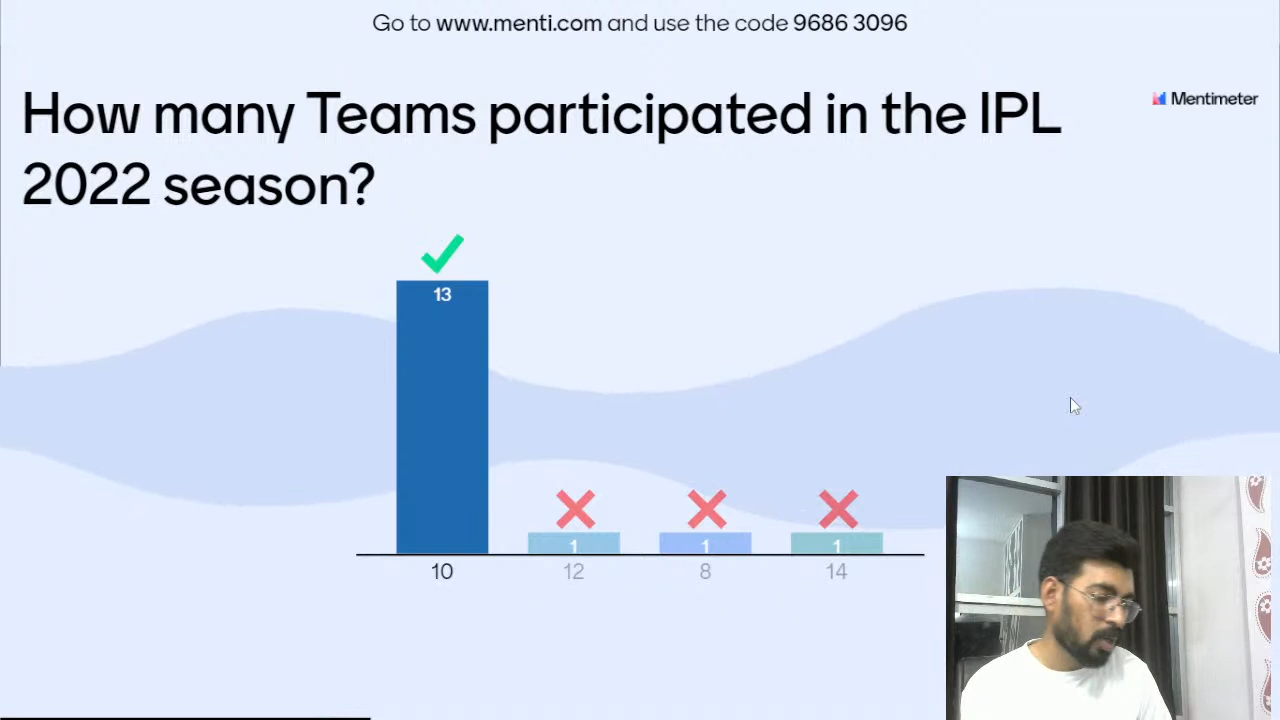 Go to www.menti.com and use the code 9686 3096
How many Teams participated in the IPL
2022 season?
Mentimeter
13
1
1
1
10
12
8
14